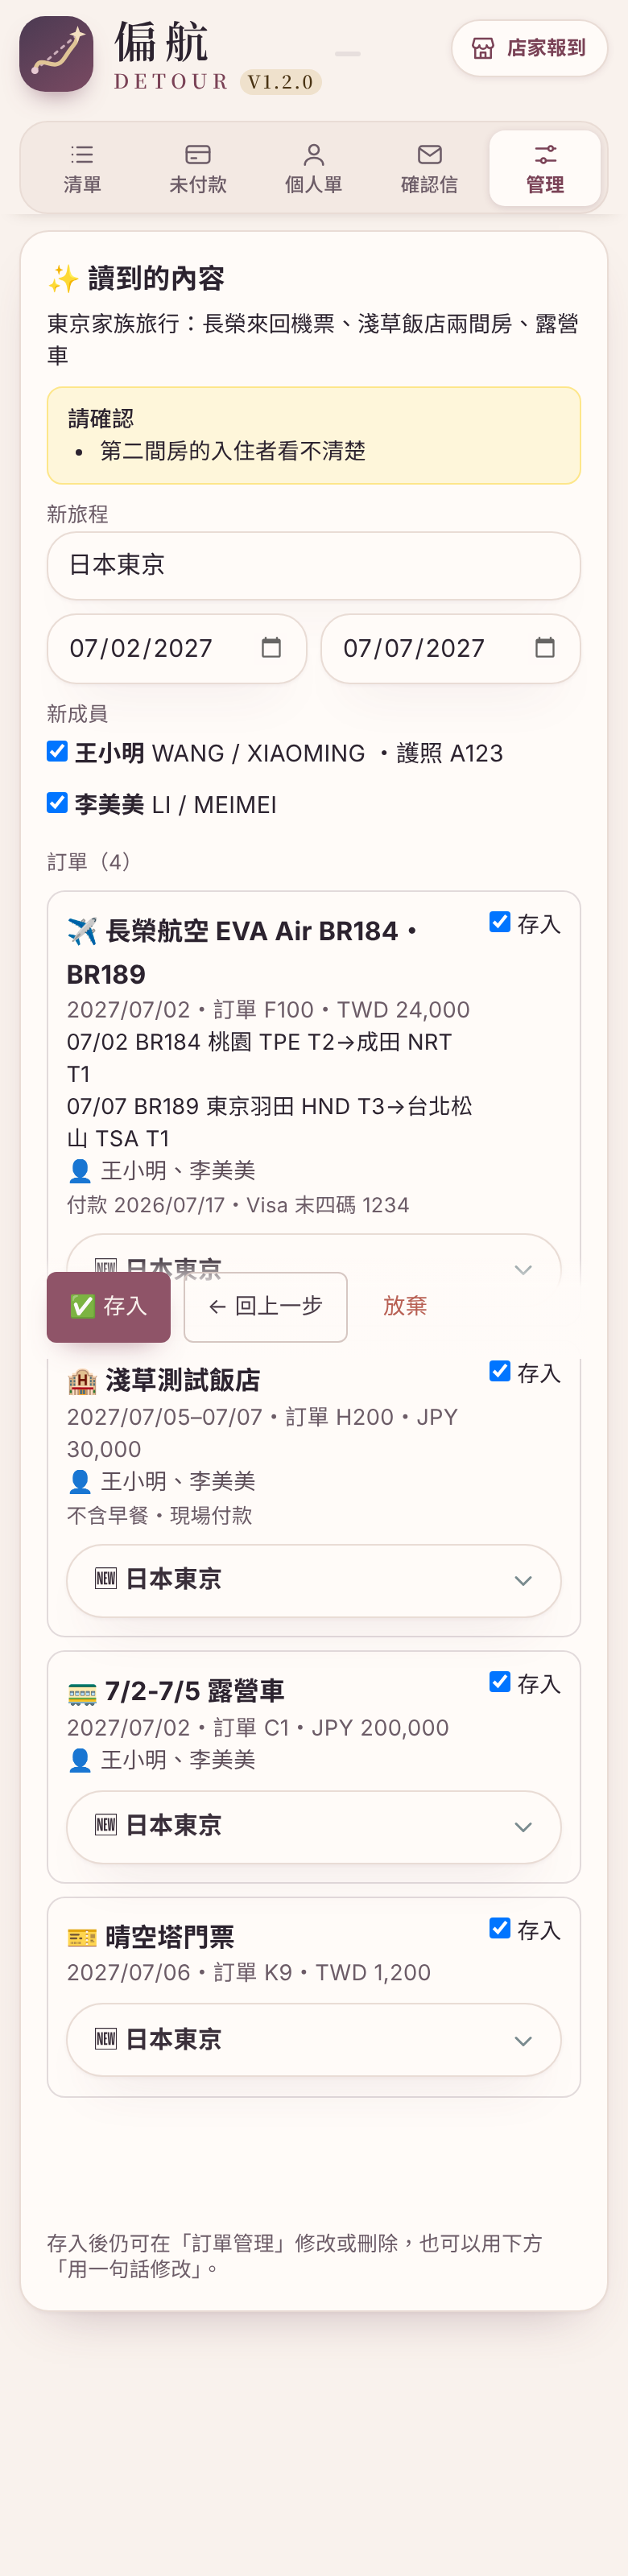 偏航
DETOUR V1.2.0
店家報到
清單
未付款
個人單
確認信
管理
✨ 讀到的內容
東京家族旅行：長榮來回機票、淺草飯店兩間房、露營
車
請確認
• 第二間房的入住者看不清楚
新旅程
日本東京
07/02/2027
07/07/2027
新成員
王小明 WANG / XIAOMING ・護照 A123
李美美 LI / MEIMEI
訂單（4）
✈️ 長榮航空 EVA Air BR184・
BR189
存入
2027/07/02・訂單 F100・TWD 24,000
07/02 BR184 桃園 TPE T2→成田 NRT
T1
07/07 BR189 東京羽田 HND T3→台北松
山 TSA T1
👤 王小明、李美美
付款 2026/07/17・Visa 末四碼 1234
🆕 日本東京
✅ 存入
← 回上一步
放棄
🏨 淺草測試飯店
存入
2027/07/05–07/07・訂單 H200・JPY
30,000
👤 王小明、李美美
不含早餐・現場付款
🆕 日本東京
🚃 7/2-7/5 露營車
存入
2027/07/02・訂單 C1・JPY 200,000
👤 王小明、李美美
🆕 日本東京
🎫 晴空塔門票
存入
2027/07/06・訂單 K9・TWD 1,200
🆕 日本東京
存入後仍可在「訂單管理」修改或刪除，也可以用下方
「用一句話修改」。